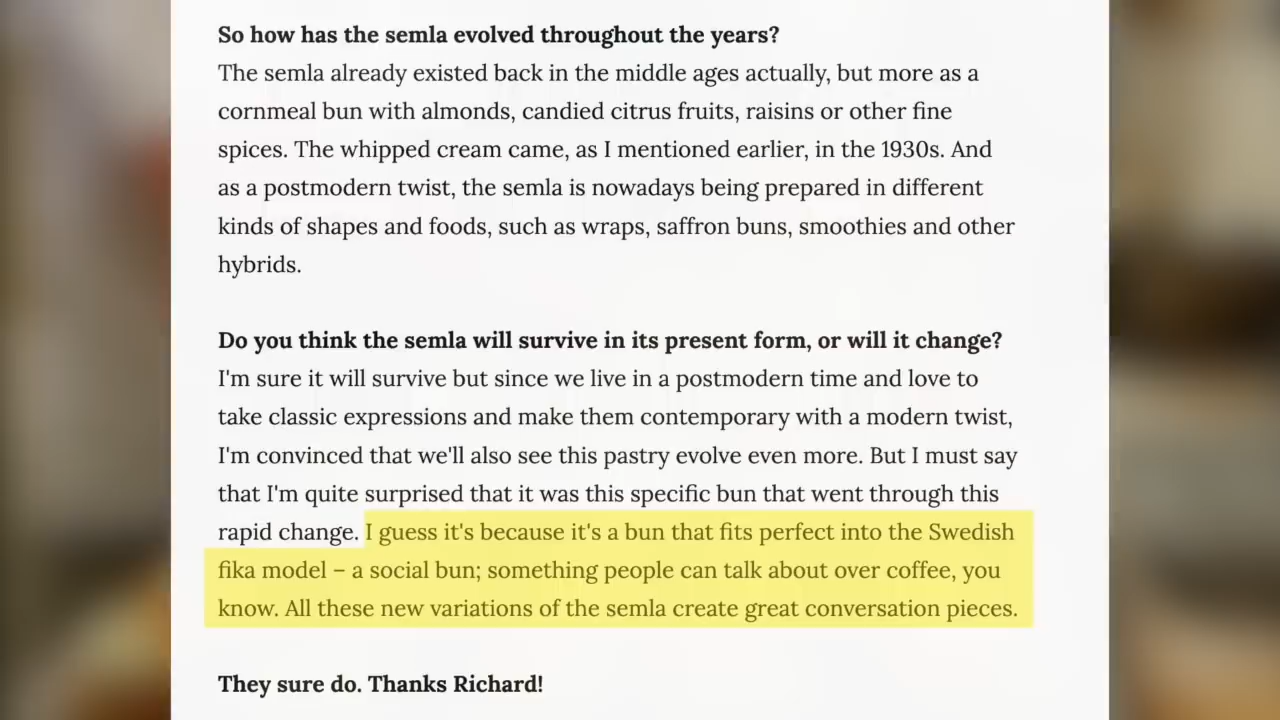 So how has the semla evolved throughout the years?
The semla already existed back in the middle ages actually, but more as a
cornmeal bun with almonds, candied citrus fruits, raisins or other fine
spices. The whipped cream came, as I mentioned earlier, in the 1930s. And
as a postmodern twist, the semla is nowadays being prepared in different
kinds of shapes and foods, such as wraps, saffron buns, smoothies and other
hybrids.
Do you think the semla will survive in its present form, or will it change?
I'm sure it will survive but since we live in a postmodern time and love to
take classic expressions and make them contemporary with a modern twist,
I'm convinced that we'll also see this pastry evolve even more. But I must say
that I'm quite surprised that it was this specific bun that went through this
rapid change. I guess it's because it's a bun that fits perfect into the Swedish
fika model – a social bun; something people can talk about over coffee, you
know. All these new variations of the semla create great conversation pieces.
They sure do. Thanks Richard!